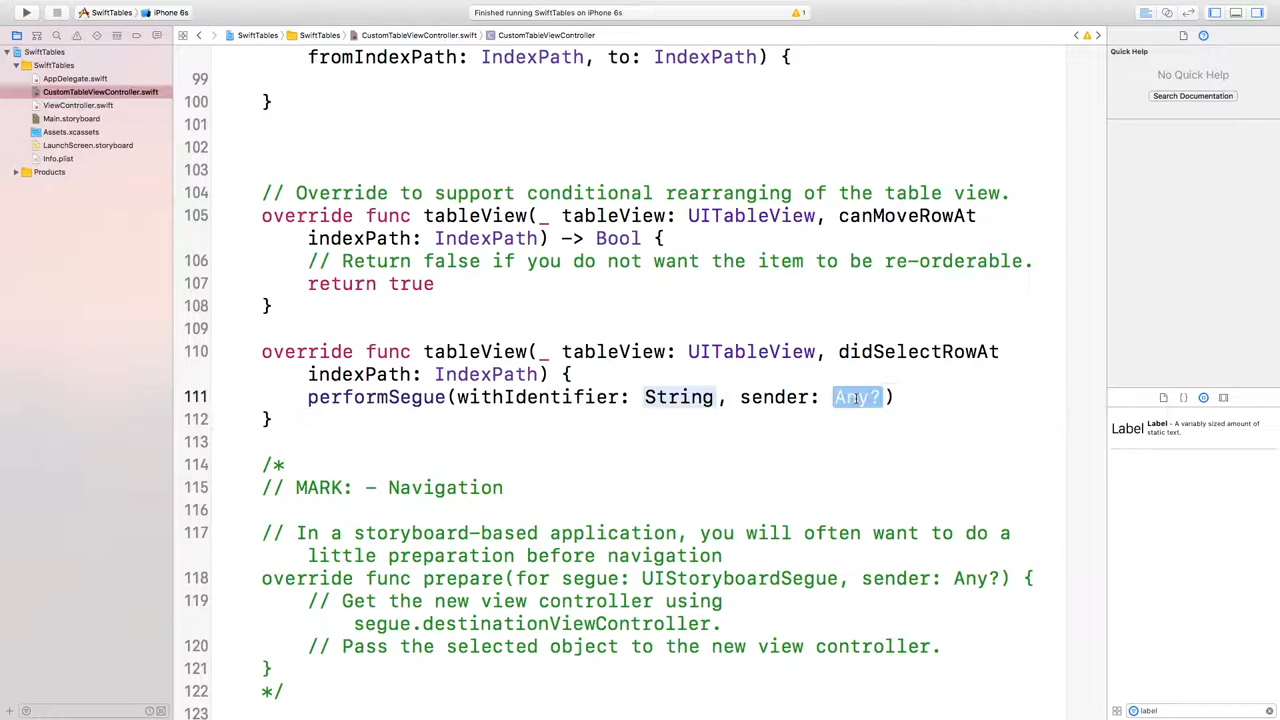 SwiftTables
iPhone 6s
Finished running SwiftTables on iPhone 6s
1
SwiftTables
SwiftTables
CustomTableViewController.swift
CustomTableViewController
SwiftTables
SwiftTables
AppDelegate.swift
CustomTableViewController.swift
ViewController.swift
Main.storyboard
Assets.xcassets
LaunchScreen.storyboard
Info.plist
Products
fromIndexPath: IndexPath, to: IndexPath) {
99
100 }
101
102
103
104 // Override to support conditional rearranging of the table view.
105 override func tableView(_ tableView: UITableView, canMoveRowAt
indexPath: IndexPath) -> Bool {
106 // Return false if you do not want the item to be re-orderable.
107 return true
108 }
109
110 override func tableView(_ tableView: UITableView, didSelectRowAt
indexPath: IndexPath) {
111 performSegue(withIdentifier: String, sender: Any?)
112 }
113
114 /*
115 // MARK: - Navigation
116
117 // In a storyboard-based application, you will often want to do a
little preparation before navigation
118 override func prepare(for segue: UIStoryboardSegue, sender: Any?) {
119 // Get the new view controller using
segue.destinationViewController.
120 // Pass the selected object to the new view controller.
121 }
122 */
123
Quick Help
No Quick Help
Search Documentation
Label
Label - A variably sized amount of
static text.
label